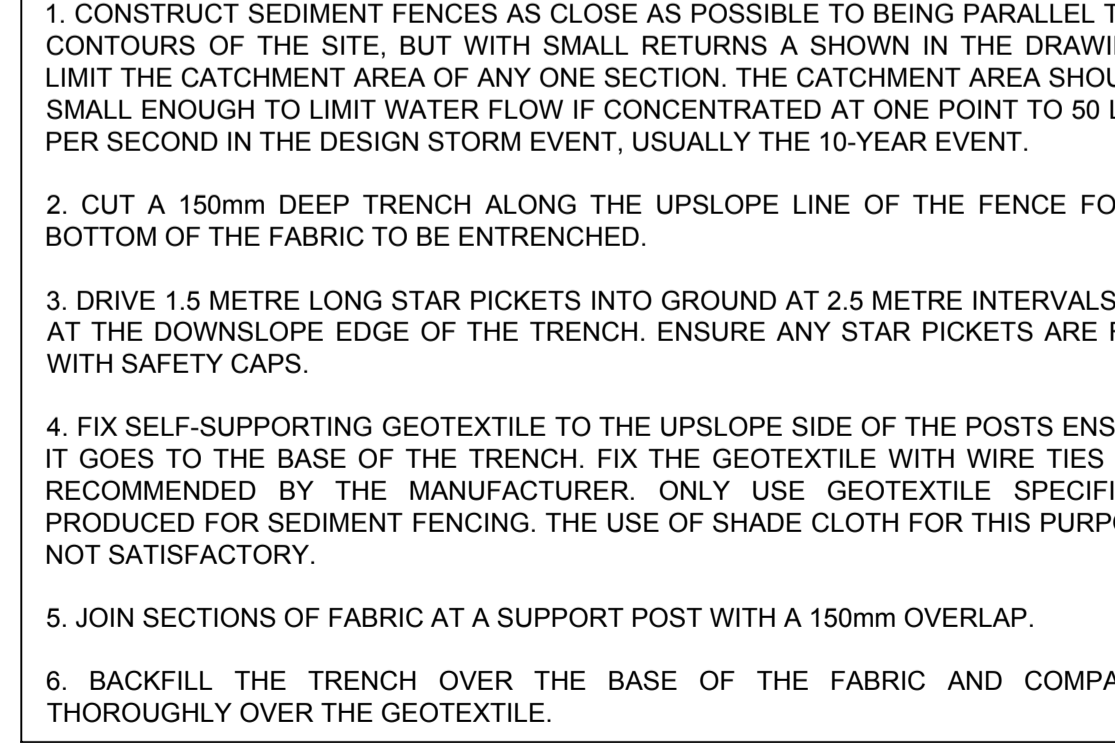 1. CONSTRUCT SEDIMENT FENCES AS CLOSE AS POSSIBLE TO BEING PARALLEL T
CONTOURS OF THE SITE, BUT WITH SMALL RETURNS A SHOWN IN THE DRAWI
LIMIT THE CATCHMENT AREA OF ANY ONE SECTION. THE CATCHMENT AREA SHOU
SMALL ENOUGH TO LIMIT WATER FLOW IF CONCENTRATED AT ONE POINT TO 50 L
PER SECOND IN THE DESIGN STORM EVENT, USUALLY THE 10-YEAR EVENT.
2. CUT A 150mm DEEP TRENCH ALONG THE UPSLOPE LINE OF THE FENCE FO
BOTTOM OF THE FABRIC TO BE ENTRENCHED.
3. DRIVE 1.5 METRE LONG STAR PICKETS INTO GROUND AT 2.5 METRE INTERVALS
AT THE DOWNSLOPE EDGE OF THE TRENCH. ENSURE ANY STAR PICKETS ARE F
WITH SAFETY CAPS.
4. FIX SELF-SUPPORTING GEOTEXTILE TO THE UPSLOPE SIDE OF THE POSTS ENS
IT GOES TO THE BASE OF THE TRENCH. FIX THE GEOTEXTILE WITH WIRE TIES
RECOMMENDED BY THE MANUFACTURER. ONLY USE GEOTEXTILE SPECIFI
PRODUCED FOR SEDIMENT FENCING. THE USE OF SHADE CLOTH FOR THIS PURPO
NOT SATISFACTORY.
5. JOIN SECTIONS OF FABRIC AT A SUPPORT POST WITH A 150mm OVERLAP.
6. BACKFILL THE TRENCH OVER THE BASE OF THE FABRIC AND COMPA
THOROUGHLY OVER THE GEOTEXTILE.